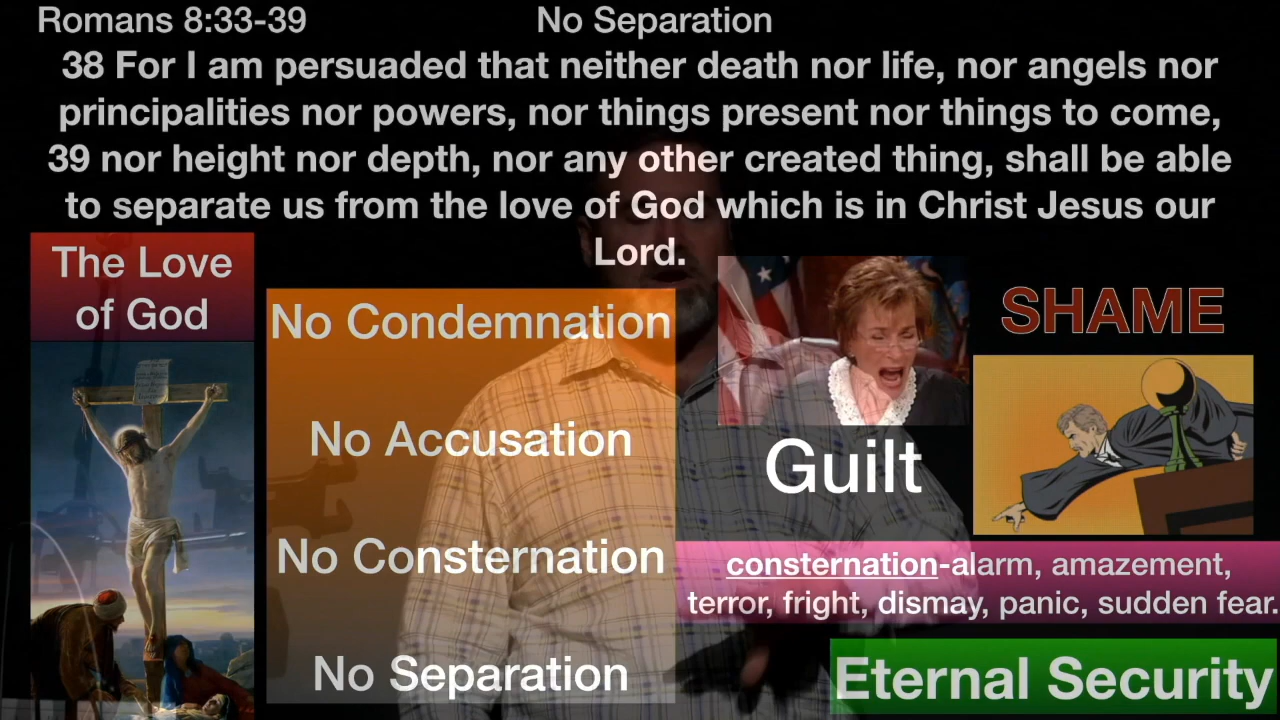 Romans 8:33-39
No Separation
38 For I am persuaded that neither death nor life, nor angels nor
principalities nor powers, nor things present nor things to come,
39 nor height nor depth, nor any other created thing, shall be able
to separate us from the love of God which is in Christ Jesus our
Lord.
The Love
of God
No Condemnation
No Accusation
No Consternation
No Separation
Guilt
SHAME
consternation-alarm, amazement,
terror, fright, dismay, panic, sudden fear.
Eternal Security